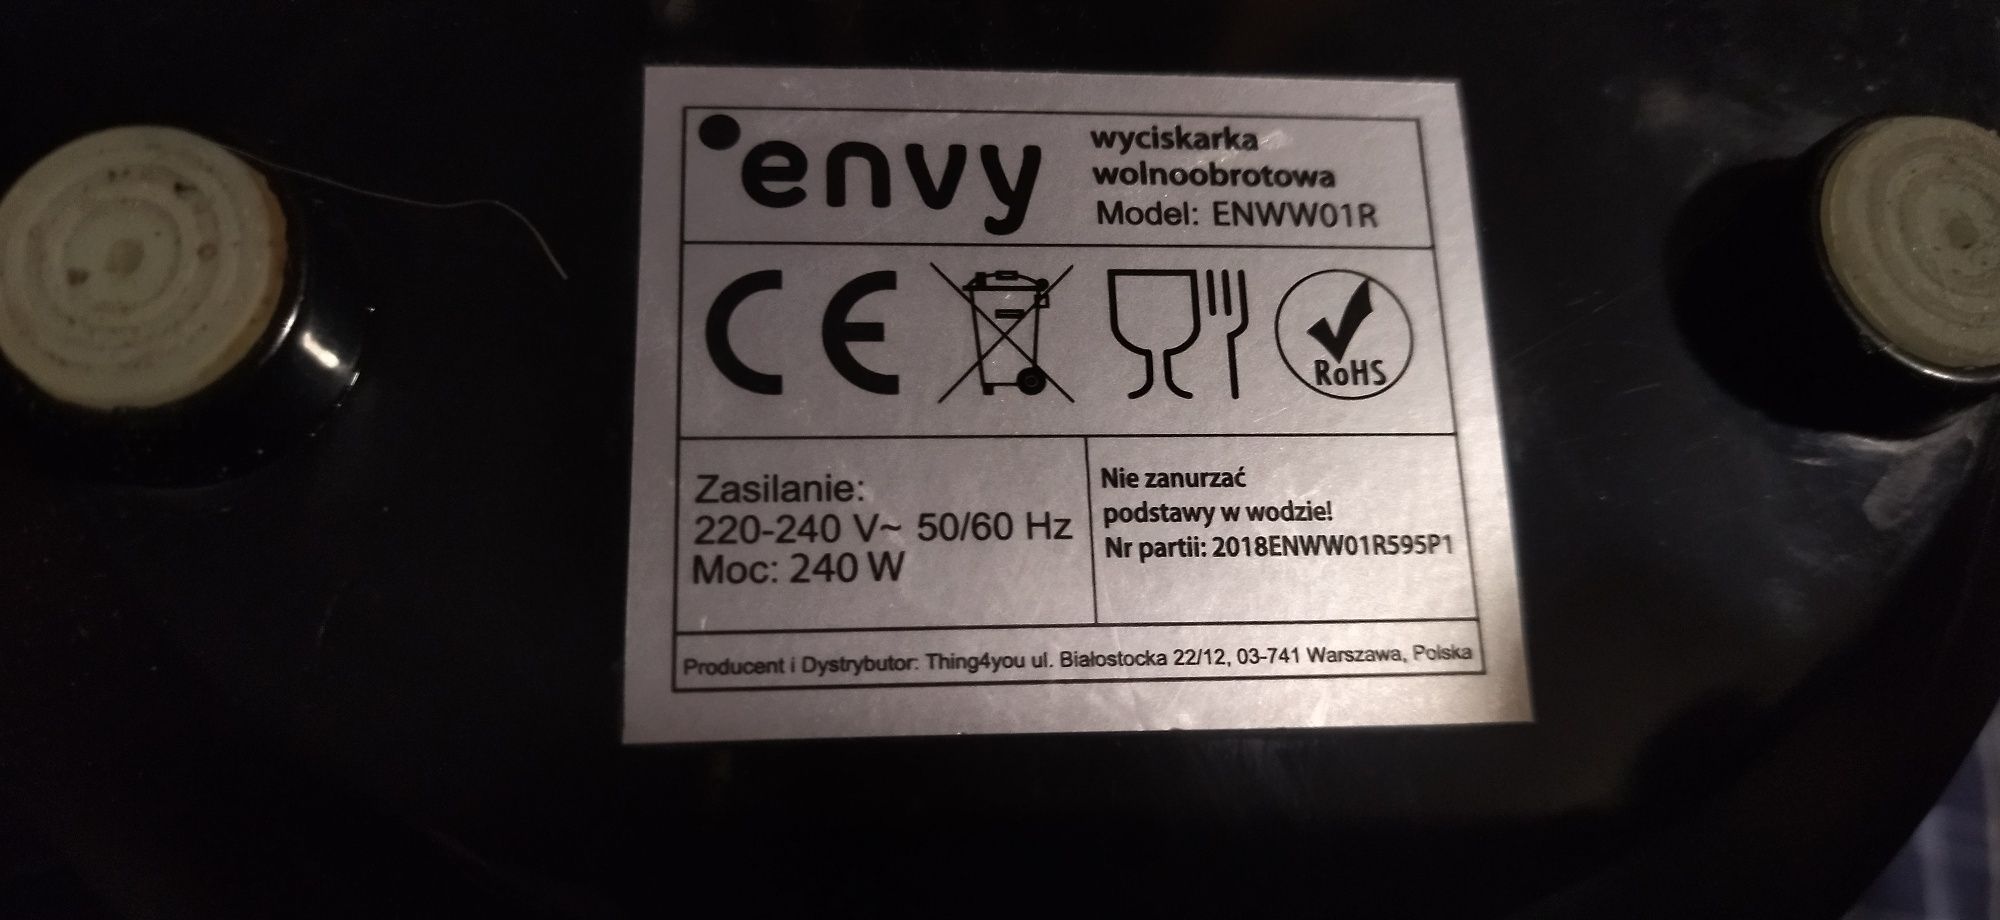 envy
wyciskarka
wolnoobrotowa
Model: ENWW01R
CE
RoHS
Zasilanie:
220-240 V~ 50/60 Hz
Moc: 240 W
Nie zanurzać
podstawy w wodzie!
Nr partii: 2018ENWW01R595P1
Producent i Dystrybutor: Thing4you ul. Białostocka 22/12, 03-741 Warszawa, Polska